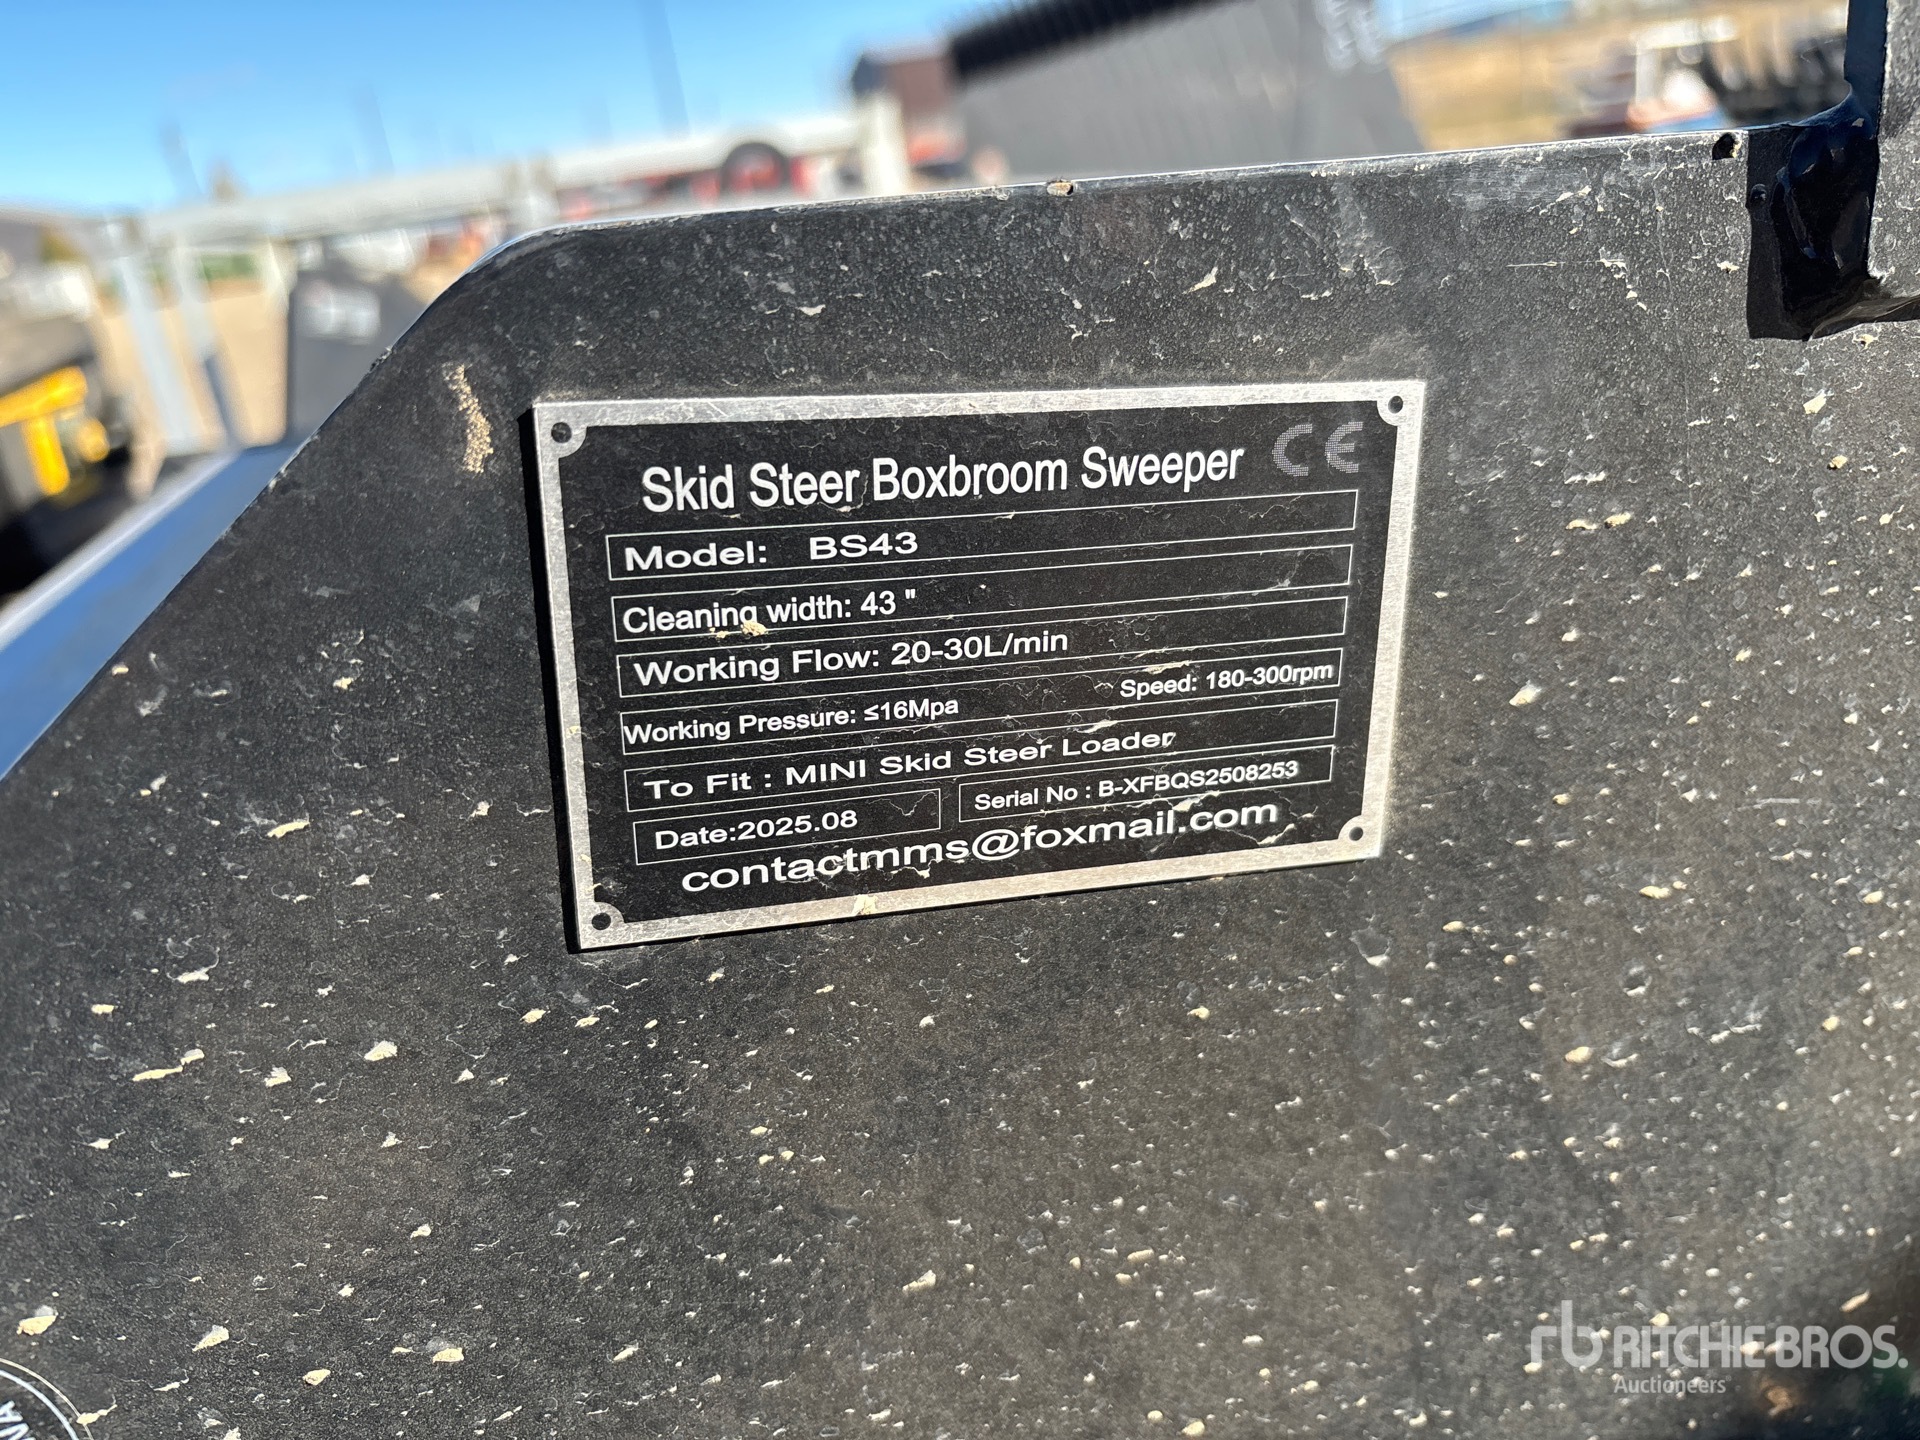 Skid Steer Boxbroom Sweeper CE
Model: BS43
Cleaning width: 43 "
Working Flow: 20-30L/min
Working Pressure: ≤16Mpa Speed: 180-300rpm
To Fit : MINI Skid Steer Loader
Date:2025.08 Serial No : B-XFBQS2508253
contactmms@foxmail.com
rb RITCHIE BROS.
Auctioneers